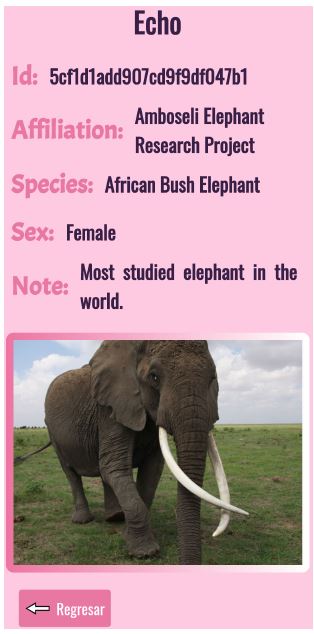 Echo
Id: 5cf1d1add907cd9f9df047b1
Affiliation: Amboseli Elephant
Research Project
Species: African Bush Elephant
Sex: Female
Note: Most studied elephant in the
world.
Regresar